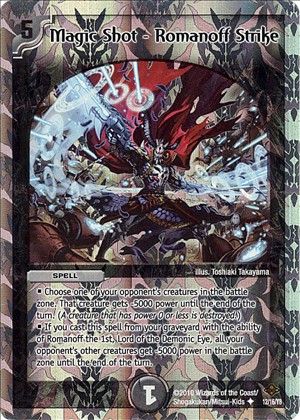 5
Magic Shot - Romanoff Strike
Illus. Toshiaki Takayama
SPELL
■ Choose one of your opponent's creatures in the battle
zone. That creature gets -5000 power until the end of the
turn. (A creature that has power 0 or less is destroyed.)
■ If you cast this spell from your graveyard with the ability
of Romanoff the 1st, Lord of the Demonic Eye, all your
opponent's creatures get -5000 power in the battle
zone until the end of the turn.
1
©2010 Wizards of the Coast/
Shogakukan/Mitsui-Kids